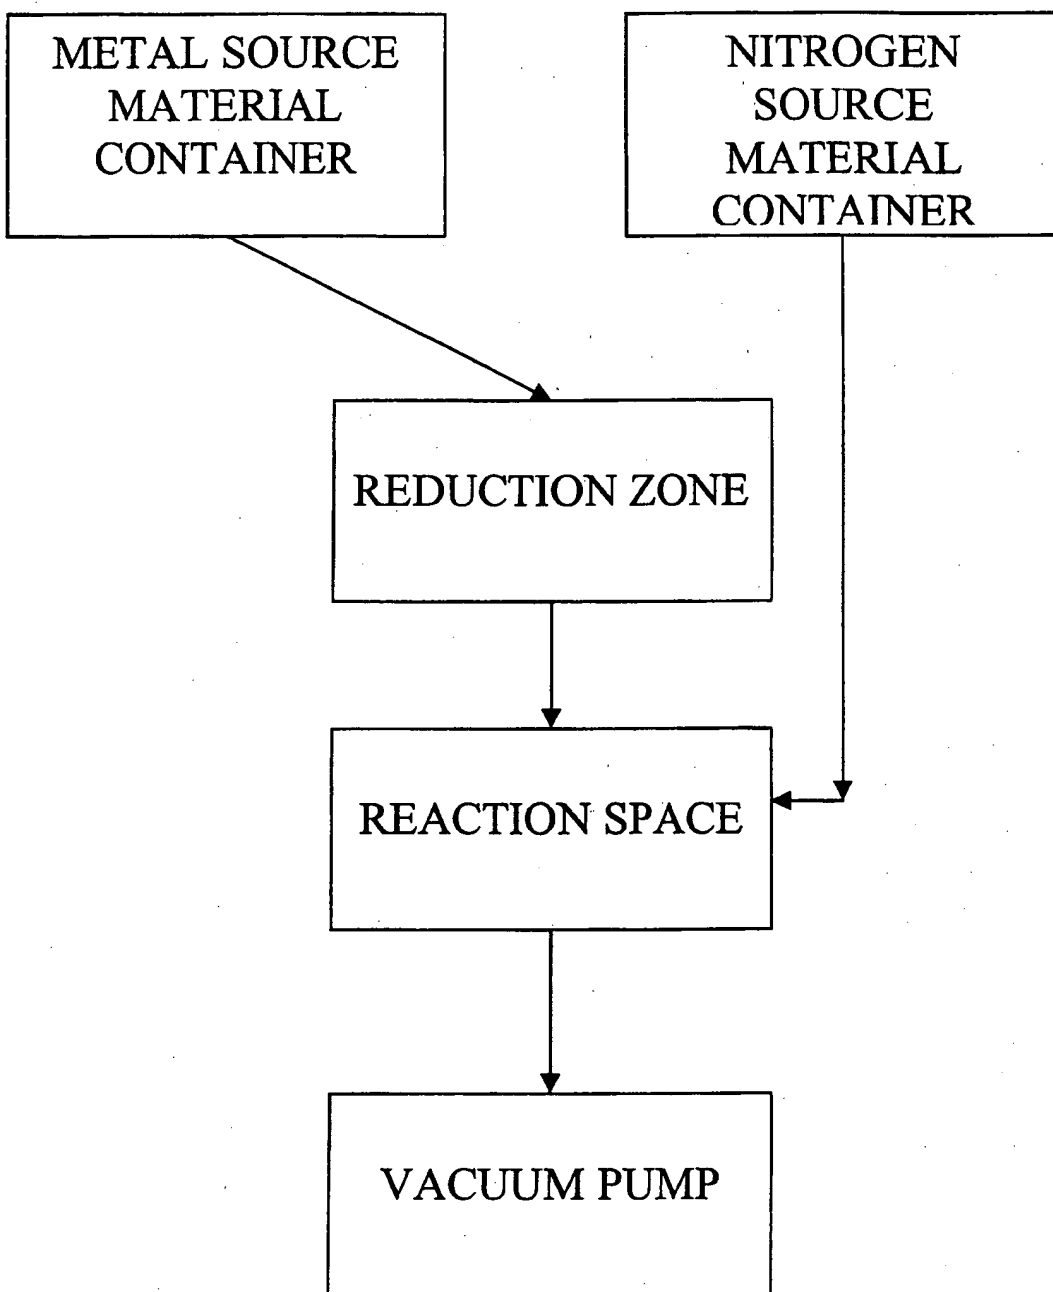 METAL SOURCE
MATERIAL
CONTAINER
NITROGEN
SOURCE
MATERIAL
CONTAINER
REDUCTION ZONE
REACTION SPACE
VACUUM PUMP